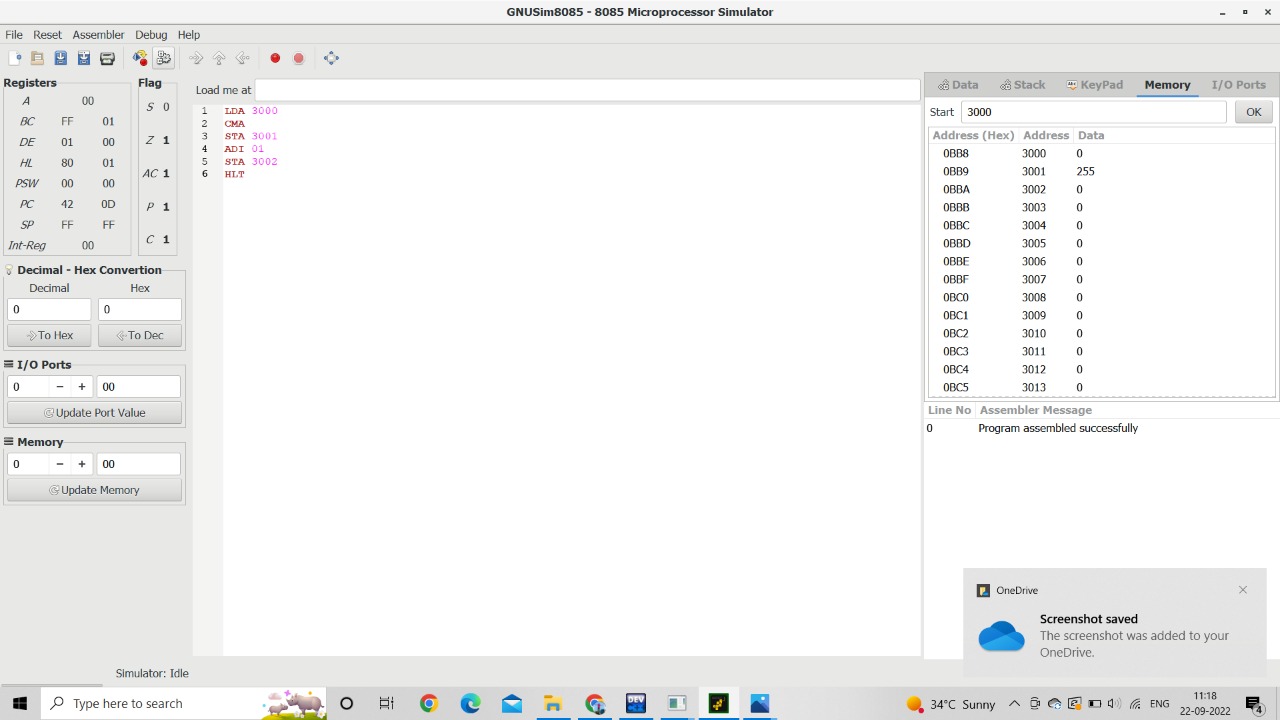 GNUSim8085 - 8085 Microprocessor Simulator
File Reset Assembler Debug Help
Registers
A 00
BC FF 01
DE 01 00
HL 80 01
PSW 00 00
PC 42 0D
SP FF FF
Int-Reg 00
Flag
S 0
Z 1
AC 1
P 1
C 1
Decimal - Hex Convertion
Decimal Hex
0 0
To Hex To Dec
I/O Ports
0 − + 00
Update Port Value
Memory
0 − + 00
Update Memory
Load me at
1 LDA 3000
2 CMA
3 STA 3001
4 ADI 01
5 STA 3002
6 HLT
Data Stack KeyPad Memory I/O Ports
Start 3000 OK
Address (Hex) Address Data
0BB8 3000 0
0BB9 3001 255
0BBA 3002 0
0BBB 3003 0
0BBC 3004 0
0BBD 3005 0
0BBE 3006 0
0BBF 3007 0
0BC0 3008 0
0BC1 3009 0
0BC2 3010 0
0BC3 3011 0
0BC4 3012 0
0BC5 3013 0
Line No Assembler Message
0 Program assembled successfully
OneDrive
Screenshot saved
The screenshot was added to your
OneDrive.
Simulator: Idle
Type here to search
DEV
34°C Sunny
ENG
11:18
22-09-2022
4